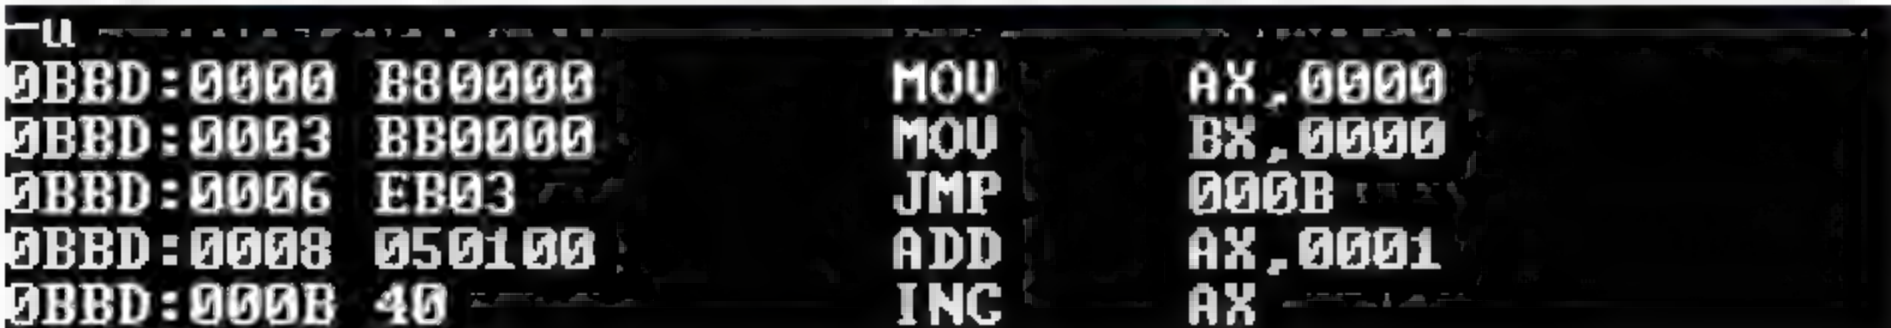 -u
0BBD:0000 B80000 MOV AX,0000
0BBD:0003 BB0000 MOV BX,0000
0BBD:0006 EB03 JMP 000B
0BBD:0008 050100 ADD AX,0001
0BBD:000B 40 INC AX